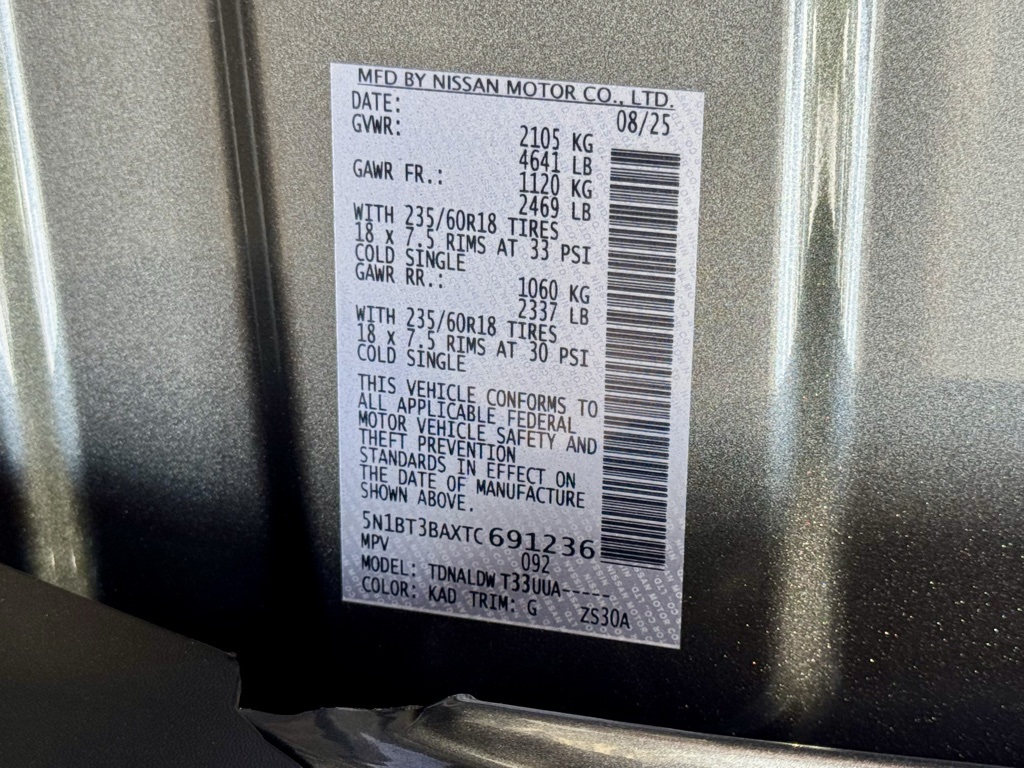 MFD BY NISSAN MOTOR CO., LTD.
DATE: 08/25
GVWR: 2105 KG
4641 LB
GAWR FR.: 1120 KG
2469 LB
WITH 235/60R18 TIRES
18 X 7.5 RIMS AT 33 PSI
COLD SINGLE
GAWR RR.: 1060 KG
2337 LB
WITH 235/60R18 TIRES
18 X 7.5 RIMS AT 30 PSI
COLD SINGLE
THIS VEHICLE CONFORMS TO
ALL APPLICABLE FEDERAL
MOTOR VEHICLE SAFETY AND
THEFT PREVENTION
STANDARDS IN EFFECT ON
THE DATE OF MANUFACTURE
SHOWN ABOVE.
5N1BT3BAXTC691236
MPV 092
MODEL: TDNALDW T33UUA-----
COLOR: KAD TRIM: G ZS30A